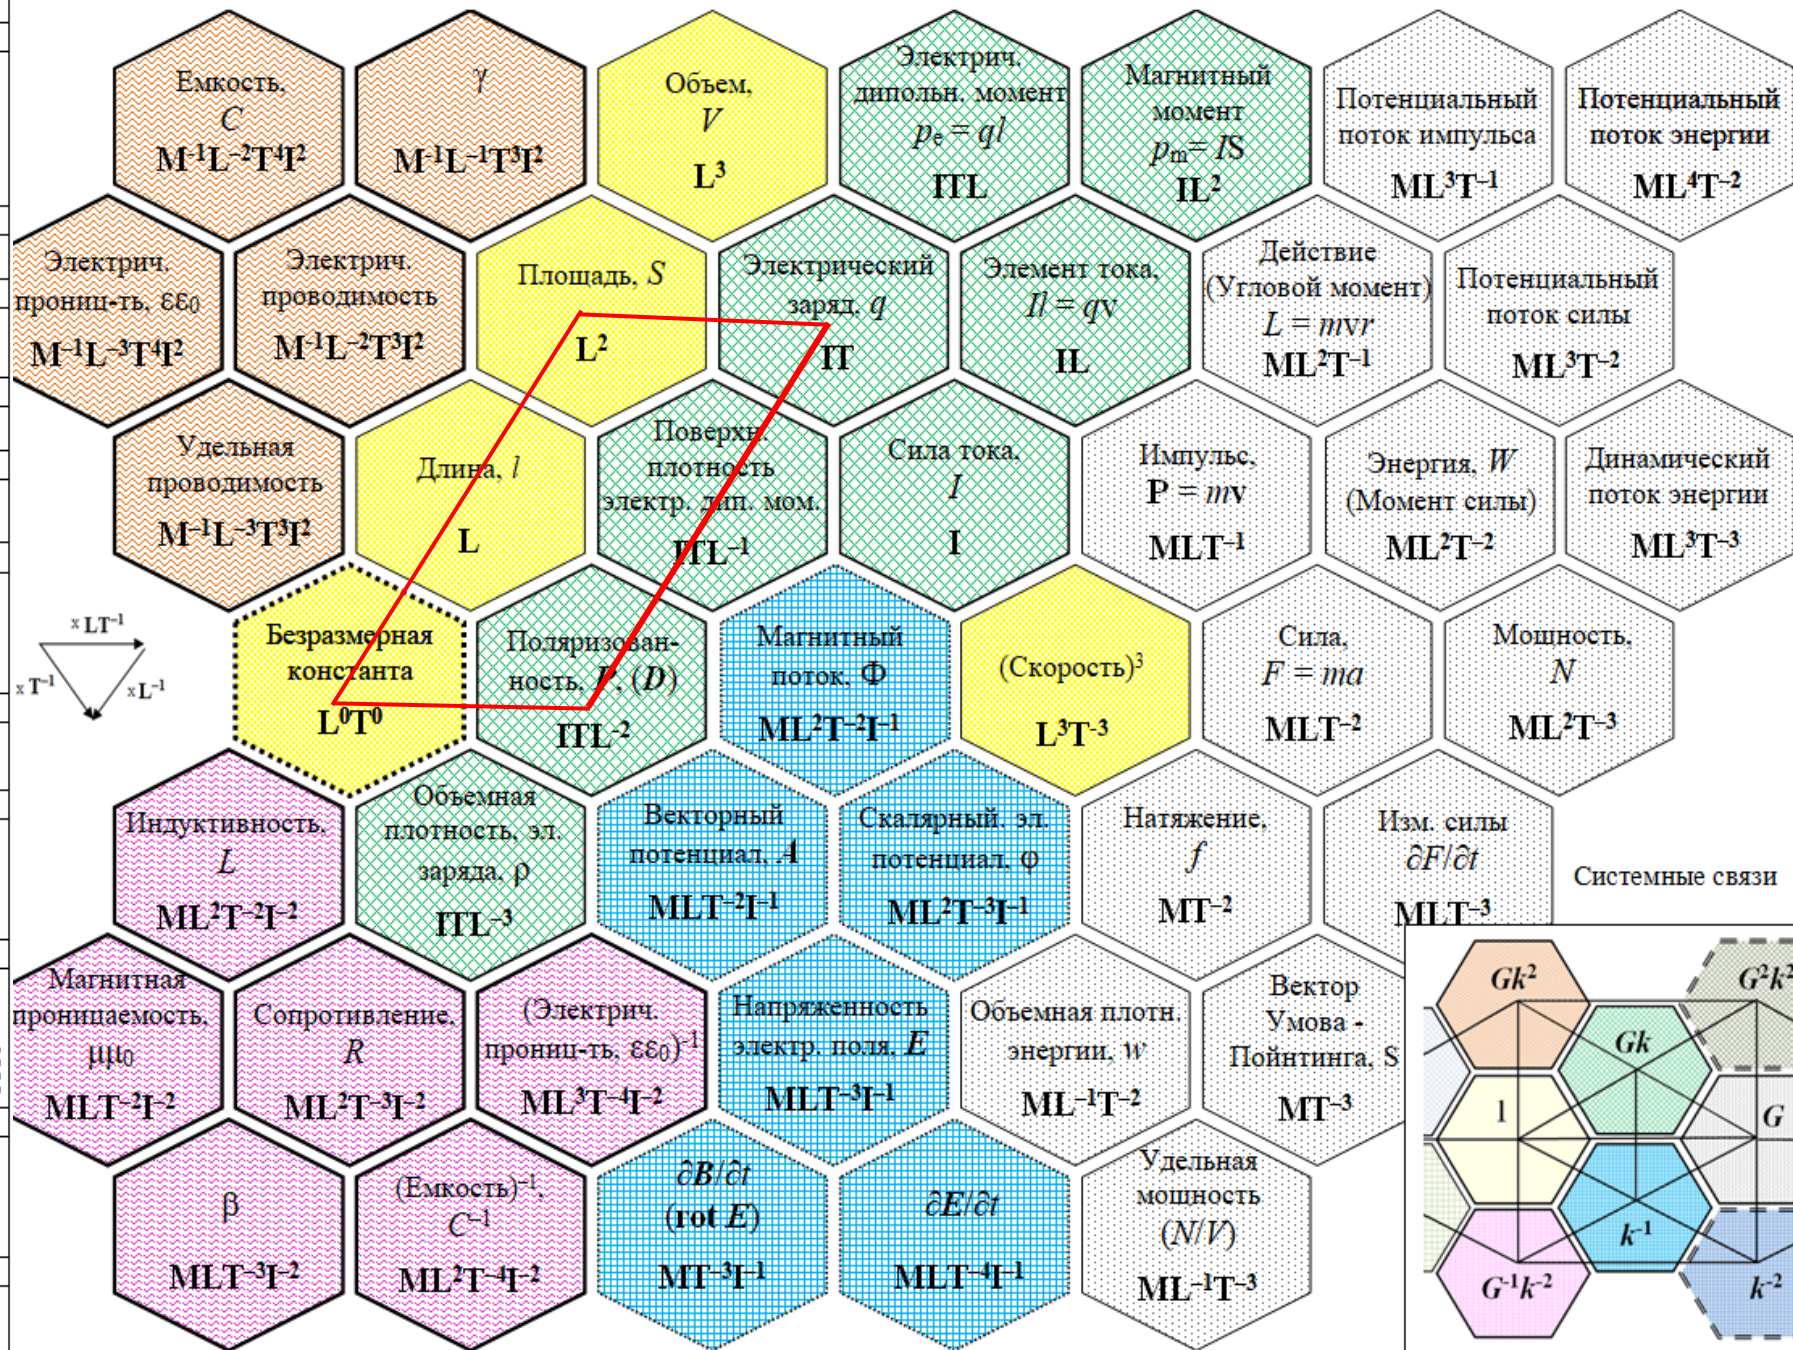 Емкость,
C
M⁻¹L⁻²T⁴I²
γ
M⁻¹L⁻¹T³I²
Объем,
V
L³
Электрич.
дипольн. момент
pₑ = ql
ITL
Магнитный
момент
pₘ= IS
IL²
Потенциальный
поток импульса
ML³T⁻¹
Потенциальный
поток энергии
ML⁴T⁻²
Электрич.
прониц-ть, εε₀
M⁻¹L⁻³T⁴I²
Электрич.
проводимость
M⁻¹L⁻²T³I²
Площадь, S
L²
Электрический
заряд, q
IT
Элемент тока,
Il = qv
IL
Действие
(Угловой момент)
L = mvr
ML²T⁻¹
Потенциальный
поток силы
ML³T⁻²
Удельная
проводимость
M⁻¹L⁻³T³I²
Длина, l
L
Поверхн.
плотность
электр. дип. мом.
ITL⁻¹
Сила тока,
I
I
Импульс,
P = mv
MLT⁻¹
Энергия, W
(Момент силы)
ML²T⁻²
Динамический
поток энергии
ML³T⁻³
x LT⁻¹
x T⁻¹
x L⁻¹
Безразмерная
константа
L⁰T⁰
Поляризован-
ность, P, (D)
ITL⁻²
Магнитный
поток, Φ
ML²T⁻²I⁻¹
(Скорость)³
L³T⁻³
Сила,
F = ma
MLT⁻²
Мощность,
N
ML²T⁻³
Индуктивность,
L
ML²T⁻²I⁻²
Объемная
плотность, эл.
заряда, ρ
ITL⁻³
Векторный
потенциал, A
MLT⁻²I⁻¹
Скалярный. эл.
потенциал, φ
ML²T⁻³I⁻¹
Натяжение,
f
MT⁻²
Изм. силы
∂F/∂t
MLT⁻³
Системные связи
Магнитная
проницаемость,
μμ₀
MLT⁻²I⁻²
Сопротивление,
R
ML²T⁻³I⁻²
(Электрич.
прониц-ть, εε₀)⁻¹
ML³T⁻⁴I⁻²
Напряженность
электр. поля, E
MLT⁻³I⁻¹
Объемная плотн.
энергии, w
ML⁻¹T⁻²
Вектор
Умова -
Пойнтинга, S
MT⁻³
β
MLT⁻³I⁻²
(Емкость)⁻¹,
C⁻¹
ML²T⁻⁴I⁻²
∂B/∂t
(rot E)
MT⁻³I⁻¹
∂E/∂t
MLT⁻⁴I⁻¹
Удельная
мощность
(N/V)
ML⁻¹T⁻³
Gk²
G²k²
Gk
1
G
k⁻¹
G⁻¹k⁻²
k⁻²